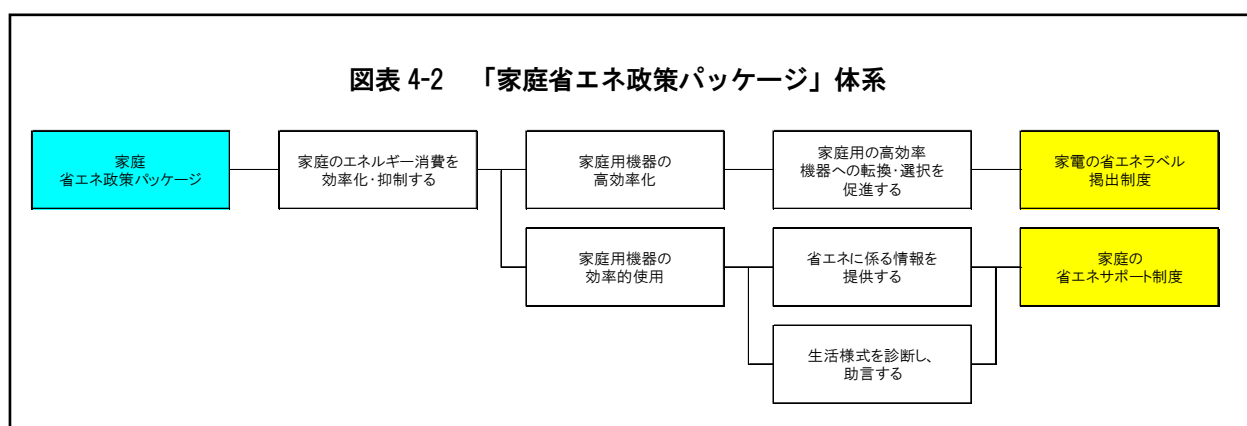 図表 4-2 「家庭省エネ政策パッケージ」体系
家庭
省エネ政策パッケージ
家庭のエネルギー消費を
効率化・抑制する
家庭用機器の
高効率化
家庭用の高効率
機器への転換・選択を
促進する
家電の省エネラベル
掲出制度
家庭用機器の
効率的使用
省エネに係る情報を
提供する
家庭の
省エネサポート制度
生活様式を診断し、
助言する